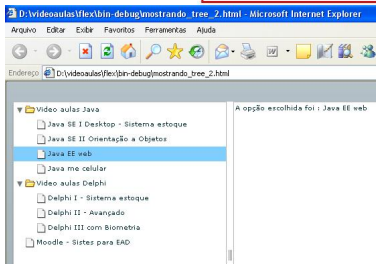 D:\videoaulas\flex\bin-debug\mostrando_tree_2.html - Microsoft Internet Explorer
Arquivo Editar Exibir Favoritos Ferramentas Ajuda
Endereço D:\videoaulas\flex\bin-debug\mostrando_tree_2.html
Video aulas Java
Java SE I Desktop - Sistema estoque
Java SE II Orientação a Objetos
Java EE web
Java me celular
Video aulas Delphi
Delphi I - Sistema estoque
Delphi II - Avançado
Delphi III com Biometria
Moodle - Sistes para EAD
A opção escolhida foi : Java EE web